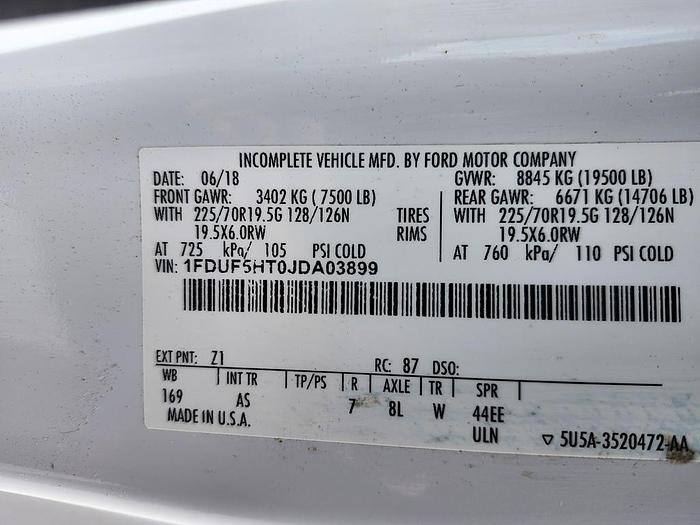 INCOMPLETE VEHICLE MFD. BY FORD MOTOR COMPANY
DATE: 06/18 GVWR: 8845 KG (19500 LB)
FRONT GAWR: 3402 KG (7500 LB) REAR GAWR: 6671 KG (14706 LB)
WITH 225/70R19.5G 128/126N TIRES WITH 225/70R19.5G 128/126N
19.5X6.0RW RIMS 19.5X6.0RW
AT 725 kPa/ 105 PSI COLD AT 760 kPa/ 110 PSI COLD
VIN: 1FDUF5HT0JDA03899
EXT PNT: Z1 RC: 87 DSO:
WB INT TR TP/PS R AXLE TR SPR
169 AS 7 8L W 44EE
MADE IN U.S.A. ULN ▽ 5U5A-3520472-AA